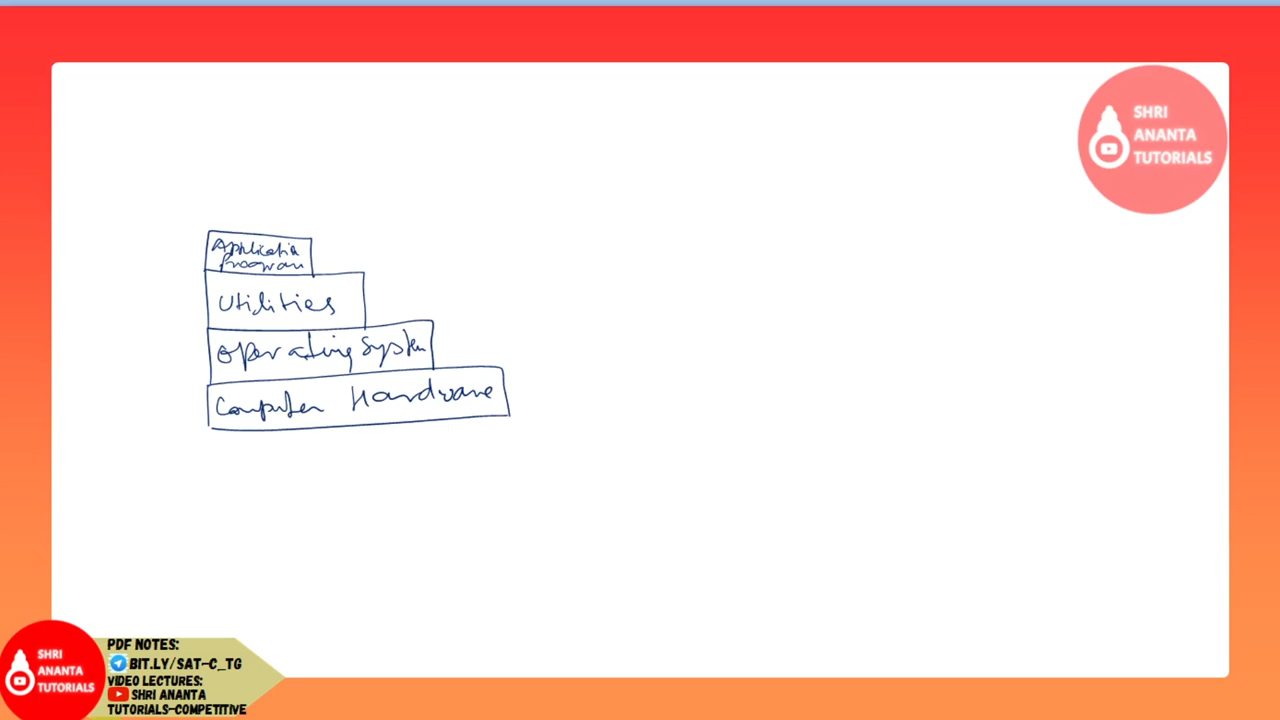 SHRI
ANANTA
TUTORIALS
Application
Program
Utilities
Operating System
Computer Hardware
SHRI
ANANTA
TUTORIALS
PDF NOTES:
BIT.LY/SAT-C_TG
VIDEO LECTURES:
SHRI ANANTA
TUTORIALS-COMPETITIVE